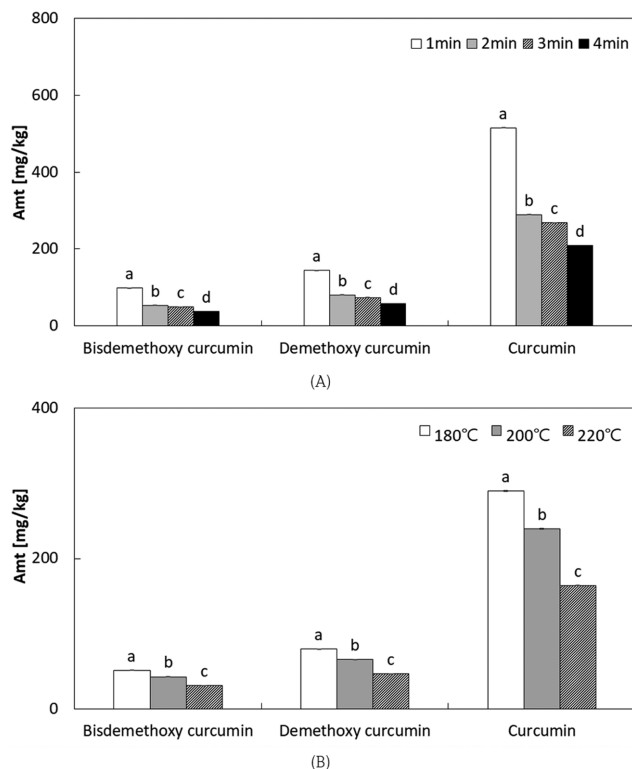 800
1min 2min 3min 4min
600
a
Amt [mg/kg]
400
b
c
d
200
a
a
b c d
b c d
0
Bisdemethoxy curcumin Demethoxy curcumin Curcumin
(A)
400
180℃ 200℃ 220℃
a
b
Amt [mg/kg]
200
c
a
a b
b c
c
0
Bisdemethoxy curcumin Demethoxy curcumin Curcumin
(B)